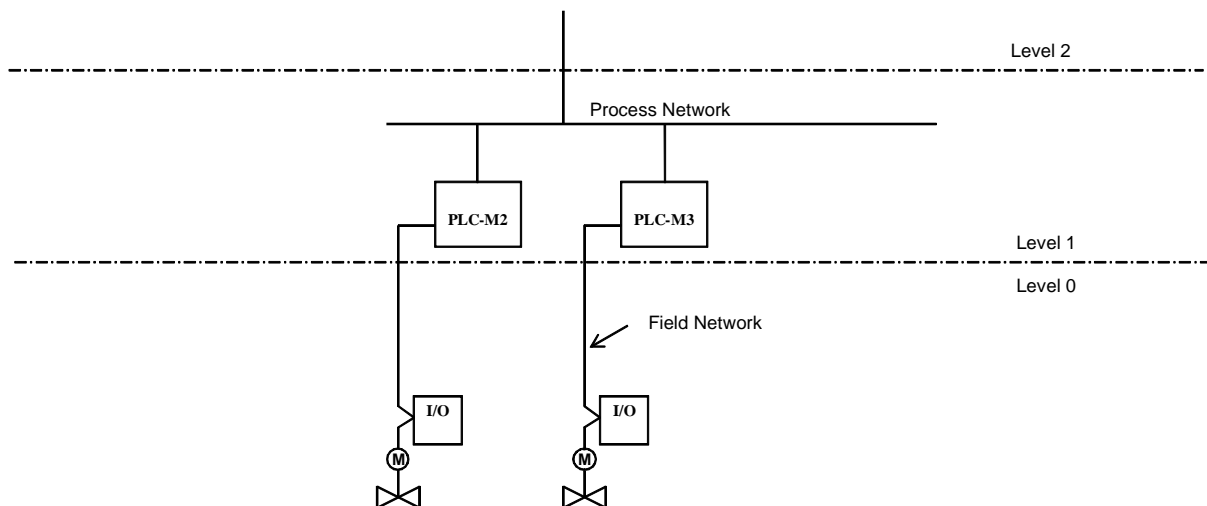 Level 2
Process Network
PLC-M2
PLC-M3
Level 1
Level 0
Field Network
I/O
I/O
M
M